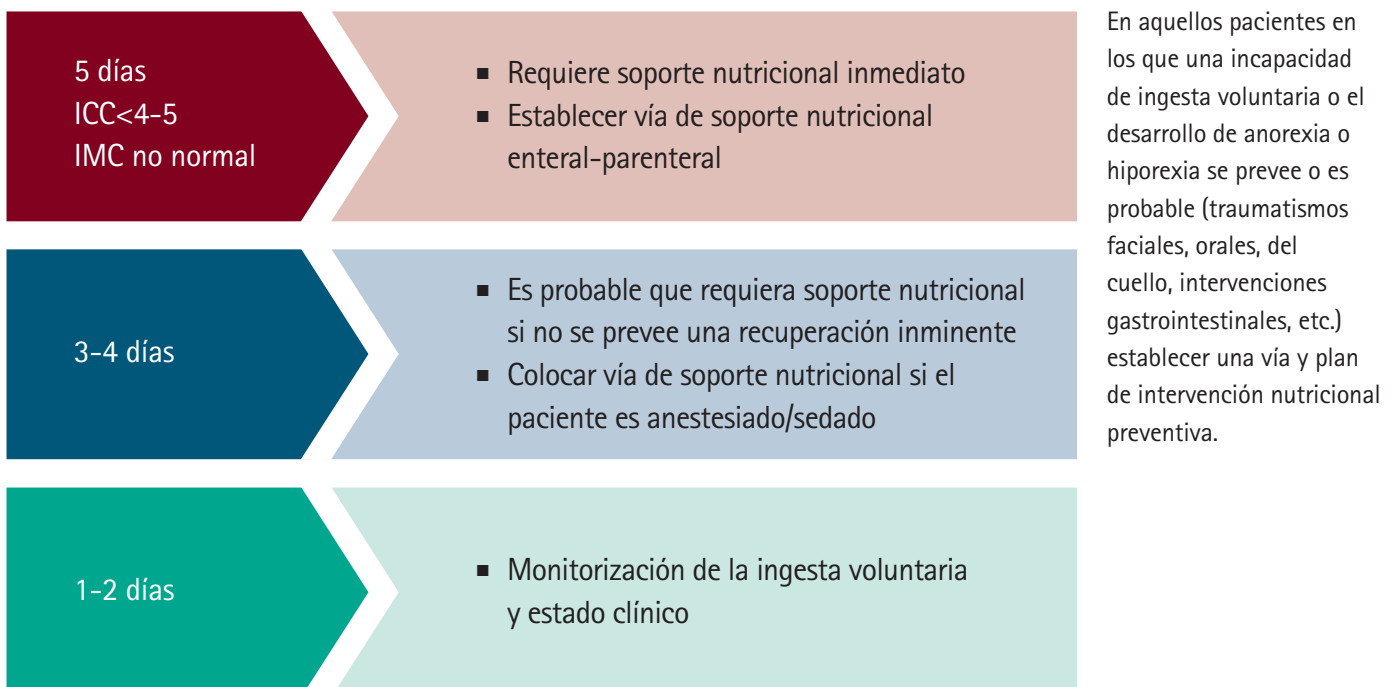 5 días
ICC<4-5
IMC no normal
▪ Requiere soporte nutricional inmediato
▪ Establecer vía de soporte nutricional
enteral-parenteral
3-4 días
▪ Es probable que requiera soporte nutricional
si no se prevee una recuperación inminente
▪ Colocar vía de soporte nutricional si el
paciente es anestesiado/sedado
1-2 días
▪ Monitorización de la ingesta voluntaria
y estado clínico
En aquellos pacientes en
los que una incapacidad
de ingesta voluntaria o el
desarrollo de anorexia o
hiporexia se prevee o es
probable (traumatismos
faciales, orales, del
cuello, intervenciones
gastrointestinales, etc.)
establecer una vía y plan
de intervención nutricional
preventiva.